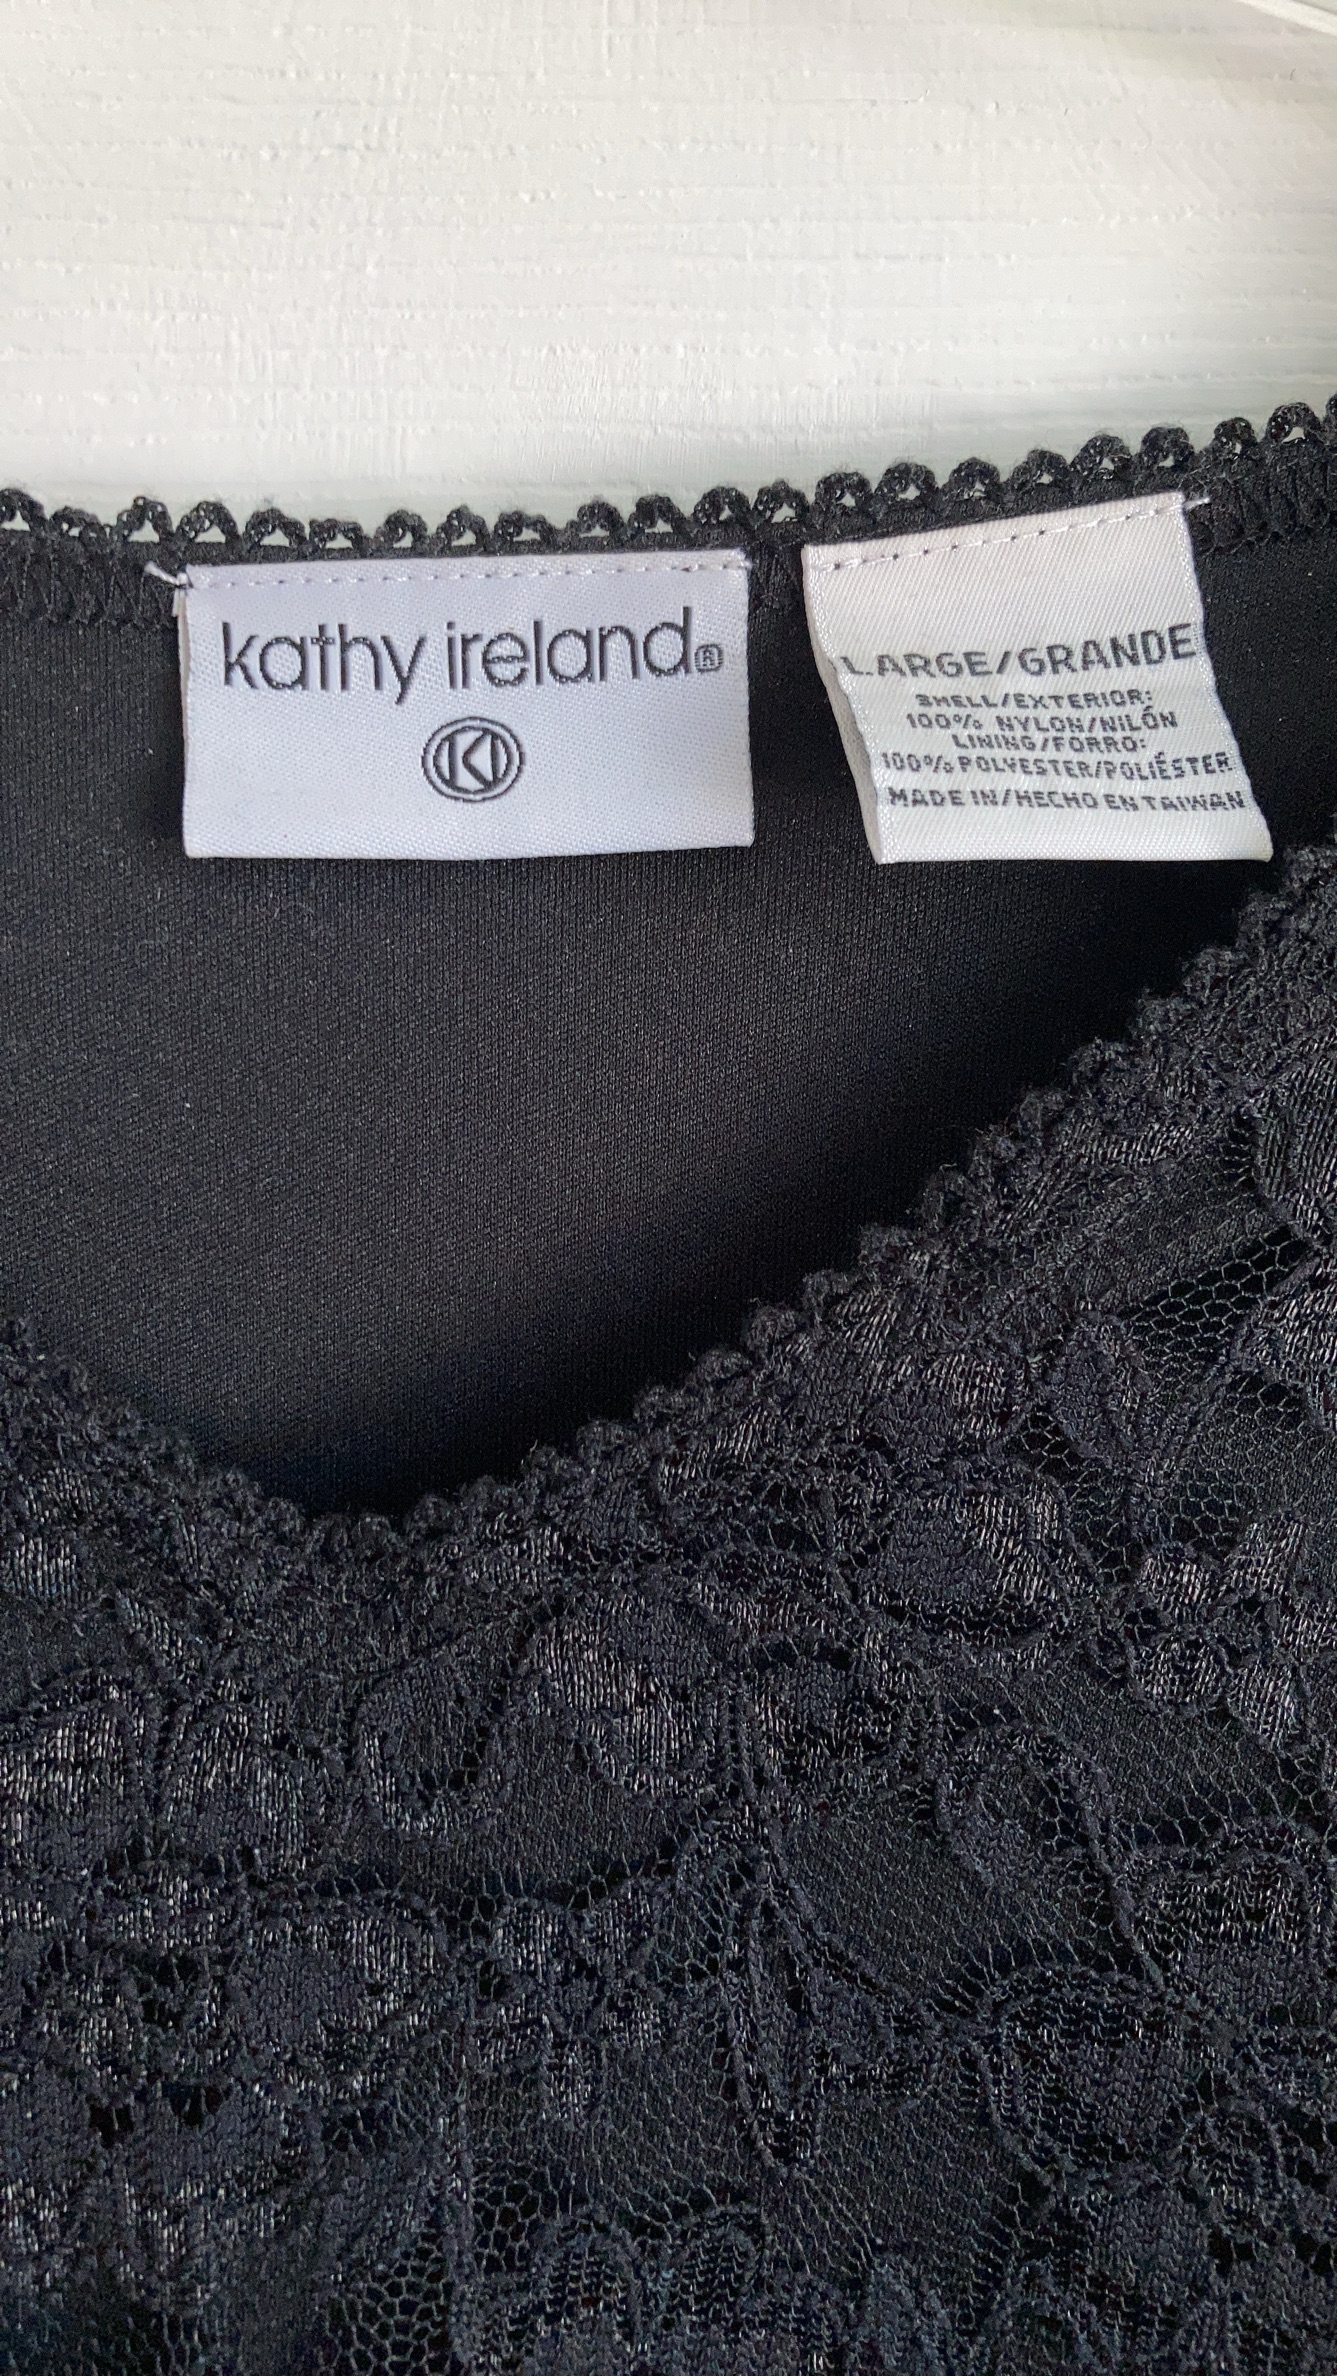 kathy ireland®
KI
LARGE/GRANDE
SHELL/EXTERIOR:
100% NYLON/NILÓN
LINING/FORRO:
100% POLYESTER/POLIÉSTER
MADE IN/HECHO EN TAIWAN